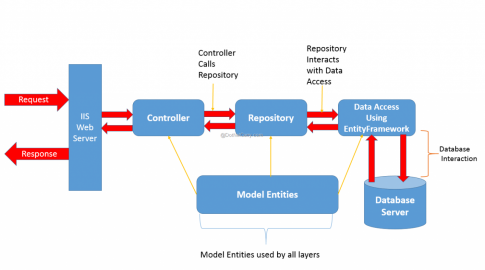 Controller
Calls
Repository
Repository
Interacts
with Data
Access
Request
Response
IIS
Web
Server
Controller
Repository
Data Access
Using
EntityFramework
Database
Interaction
Model Entities
Database
Server
Model Entities used by all layers